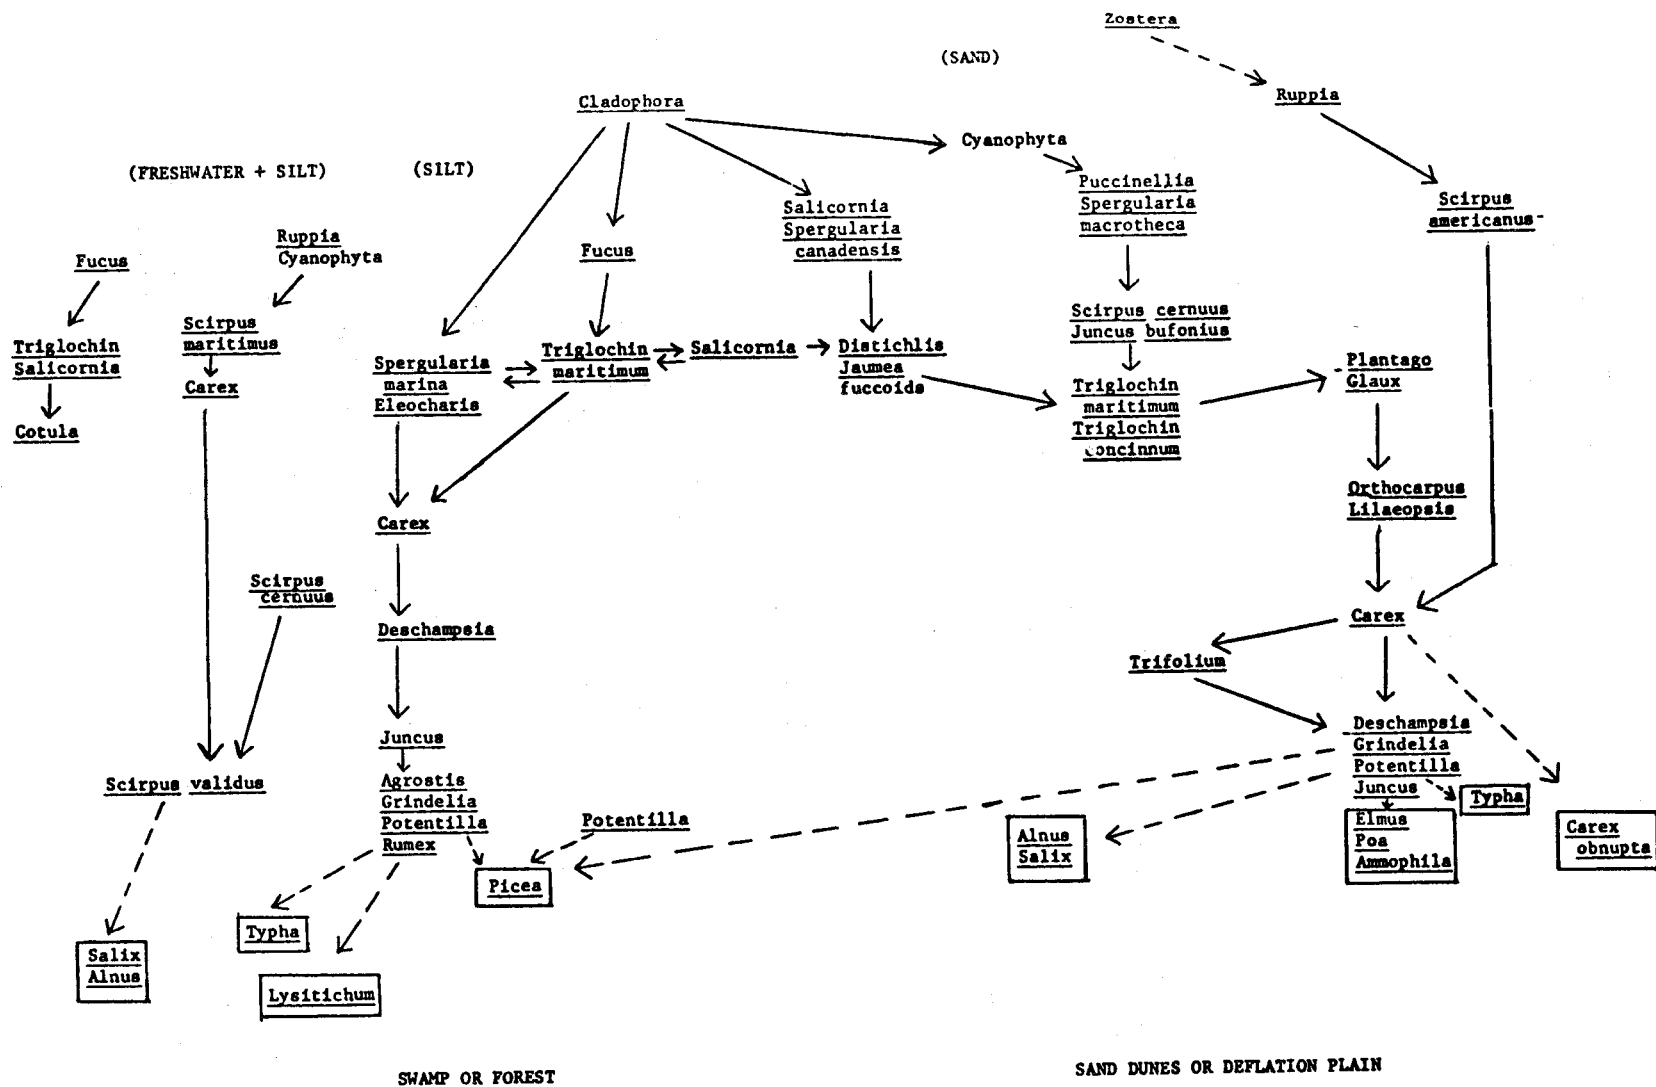 Zostera
(SAND)
Ruppia
Cladophora
Cyanophyta
(FRESHWATER + SILT)
(SILT)
Puccinellia
Spergularia
macrotheca
Scirpus
americanus
Salicornia
Spergularia
canadensis
Ruppia
Cyanophyta
Fucus
Fucus
Scirpus cernuus
Juncus bufonius
Scirpus
maritimus
Triglochin
Salicornia
Carex
Cotula
Spergularia
marina
Eleocharis
Triglochin
maritimum
Salicornia
Distichlis
Jaumea
fuccoids
Triglochin
maritimum
Triglochin
concinnum
Plantago
Glaux
Orthocarpus
Lilaeopsis
Carex
Scirpus
cernuus
Deschampsia
Carex
Trifolium
Juncus
Deschampsia
Grindelia
Potentilla
Juncus
Scirpus validus
Agrostis
Grindelia
Potentilla
Rumex
Potentilla
Typha
Elmus
Poa
Ammophila
Alnus
Salix
Carex
obnupta
Picea
Typha
Salix
Alnus
Lysitichum
SWAMP OR FOREST
SAND DUNES OR DEFLATION PLAIN